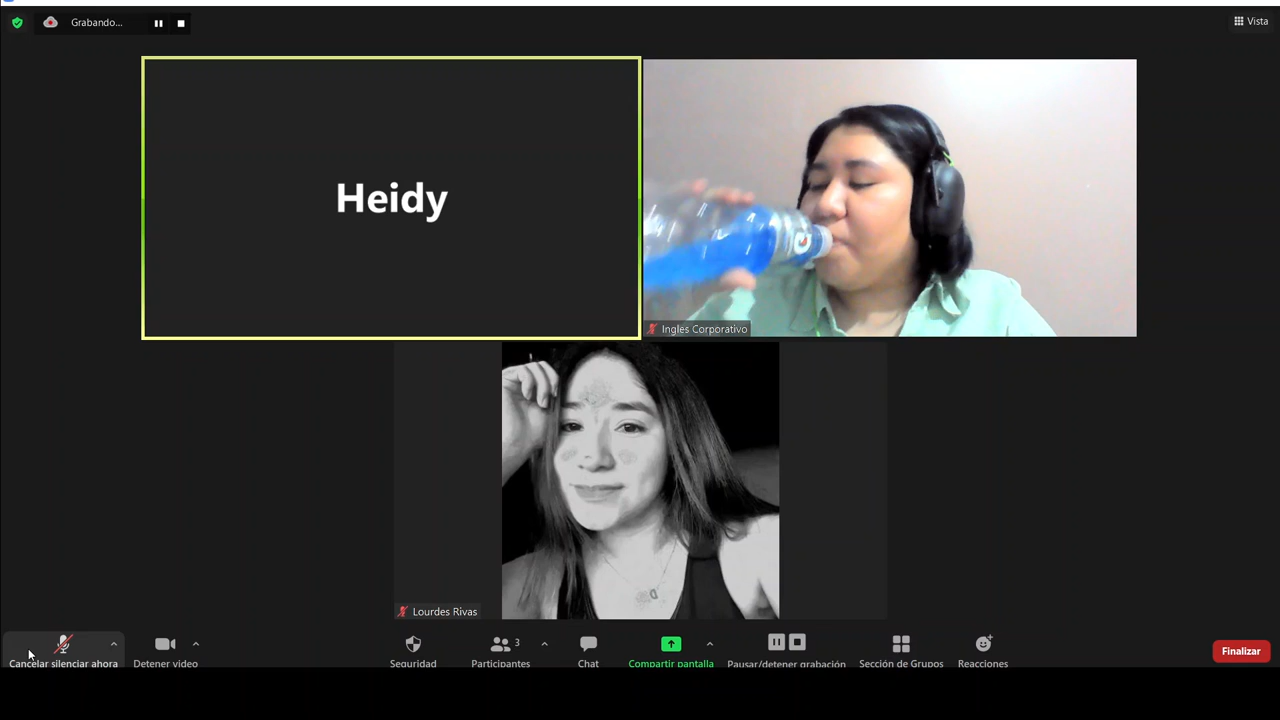 Grabando...
Vista
Heidy
Ingles Corporativo
Lourdes Rivas
Cancelar silenciar ahora
Detener video
Seguridad
Participantes
3
Chat
Compartir pantalla
Pausar/detener grabación
Sección de Grupos
Reacciones
Finalizar